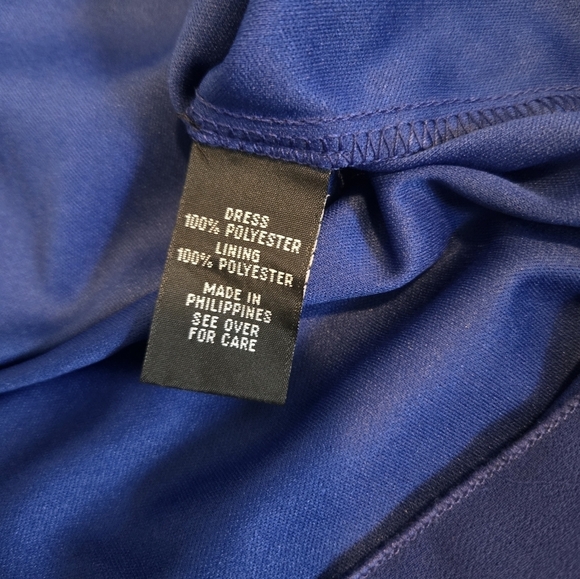 DRESS
100% POLYESTER
LINING
100% POLYESTER
MADE IN
PHILIPPINES
SEE OVER
FOR CARE